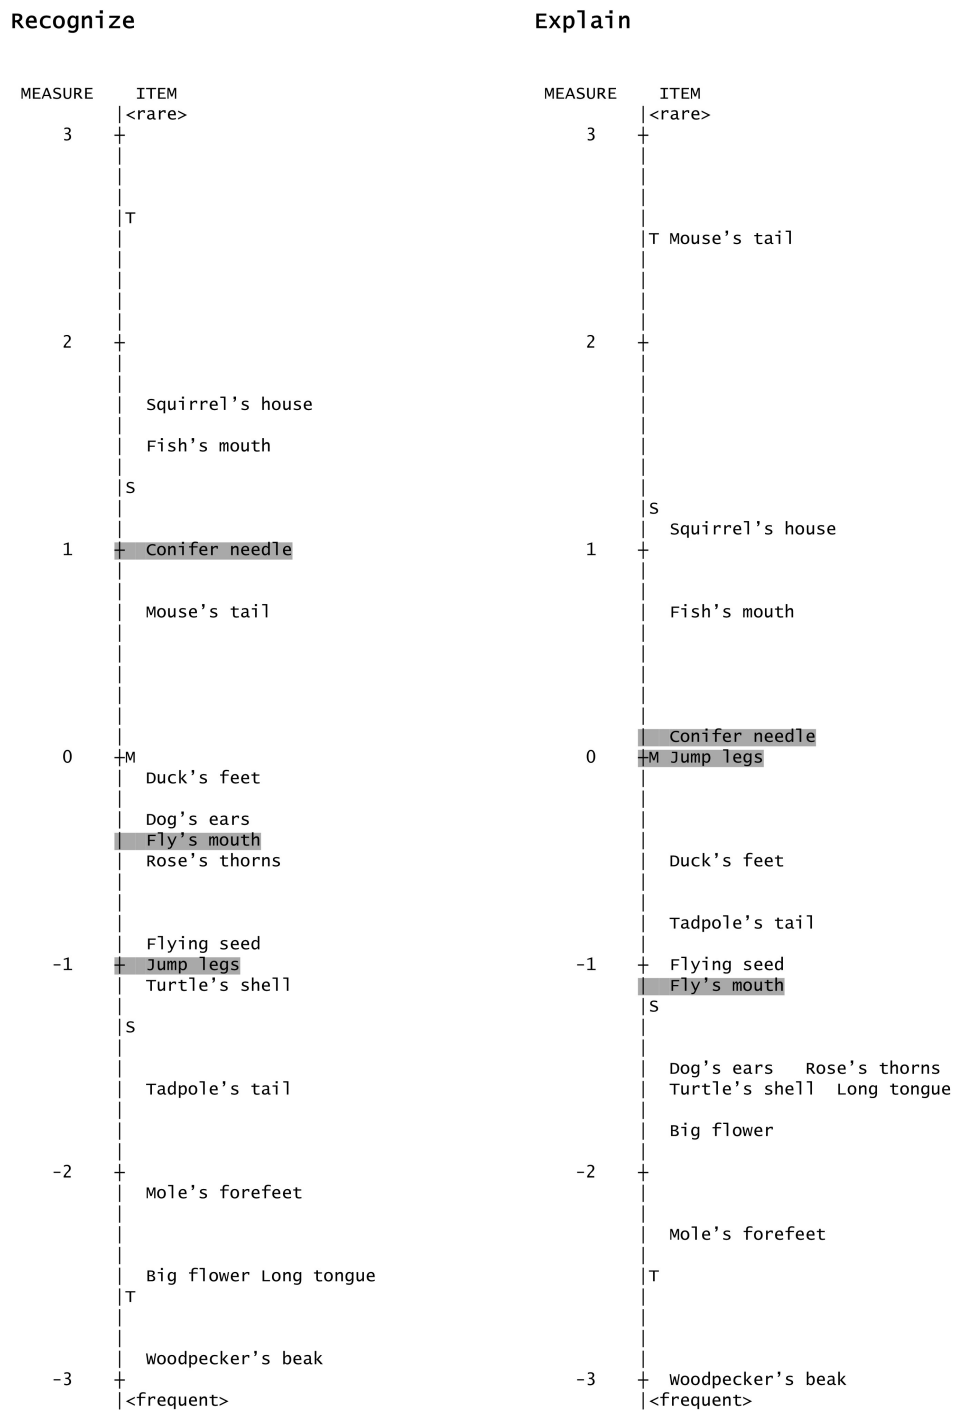 Recognize
MEASURE ITEM
<rare>
3
T
2
Squirrel’s house
Fish’s mouth
S
1 Conifer needle
Mouse’s tail
0 M
Duck’s feet
Dog’s ears
Fly’s mouth
Rose’s thorns
Flying seed
-1 Jump legs
Turtle’s shell
S
Tadpole’s tail
-2
Mole’s forefeet
Big flower Long tongue
T
Woodpecker’s beak
-3
<frequent>
Explain
MEASURE ITEM
<rare>
3
T Mouse’s tail
2
S
Squirrel’s house
1
Fish’s mouth
Conifer needle
0 M Jump legs
Duck’s feet
Tadpole’s tail
-1 Flying seed
Fly’s mouth
S
Dog’s ears Rose’s thorns
Turtle’s shell Long tongue
Big flower
-2
Mole’s forefeet
T
-3 Woodpecker’s beak
<frequent>